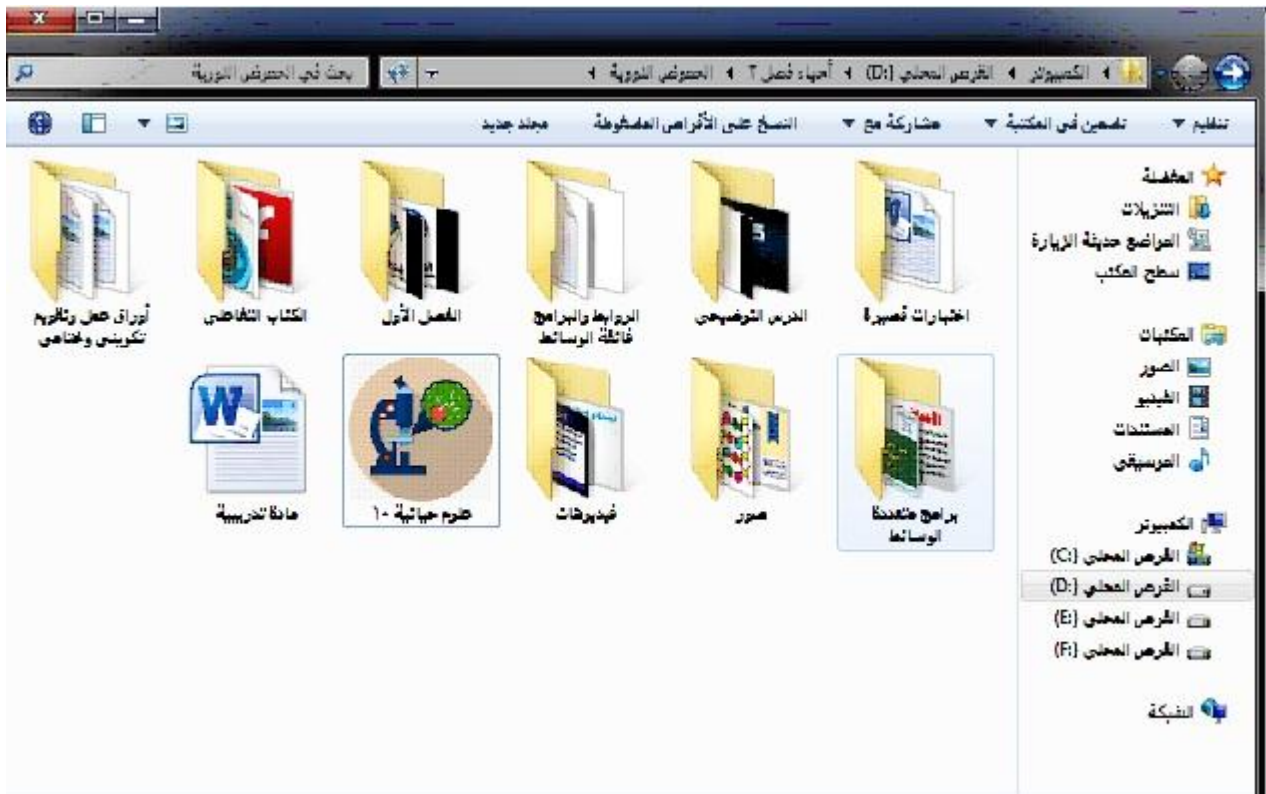 الكمبيوتر ‹ القرص المحلي (D:) ‹ أحياء فصل ٢ ‹ الحموض النووية
بحث في الحموض النووية
تنظيم
تضمين في المكتبة
مشاركة مع
النسخ على الأقراص المضغوطة
مجلد جديد
المفضلة
التنزيلات
المواضع حديثة الزيارة
سطح المكتب
المكتبات
الصور
الفيديو
المستندات
الموسيقى
الكمبيوتر
القرص المحلي (C:)
القرص المحلي (D:)
القرص المحلي (E:)
القرص المحلي (F:)
الشبكة
اختبارات قصيرة
الدرس التوضيحي
الروابط والبرامج
فائقة الوسائط
الفصل الأول
الكتاب التفاعلي
أوراق عمل وتقويم
تكويني وختامي
برامج متعددة
الوسائط
صور
فيديوهات
علوم حياتية ١٠
مادة تدريبية